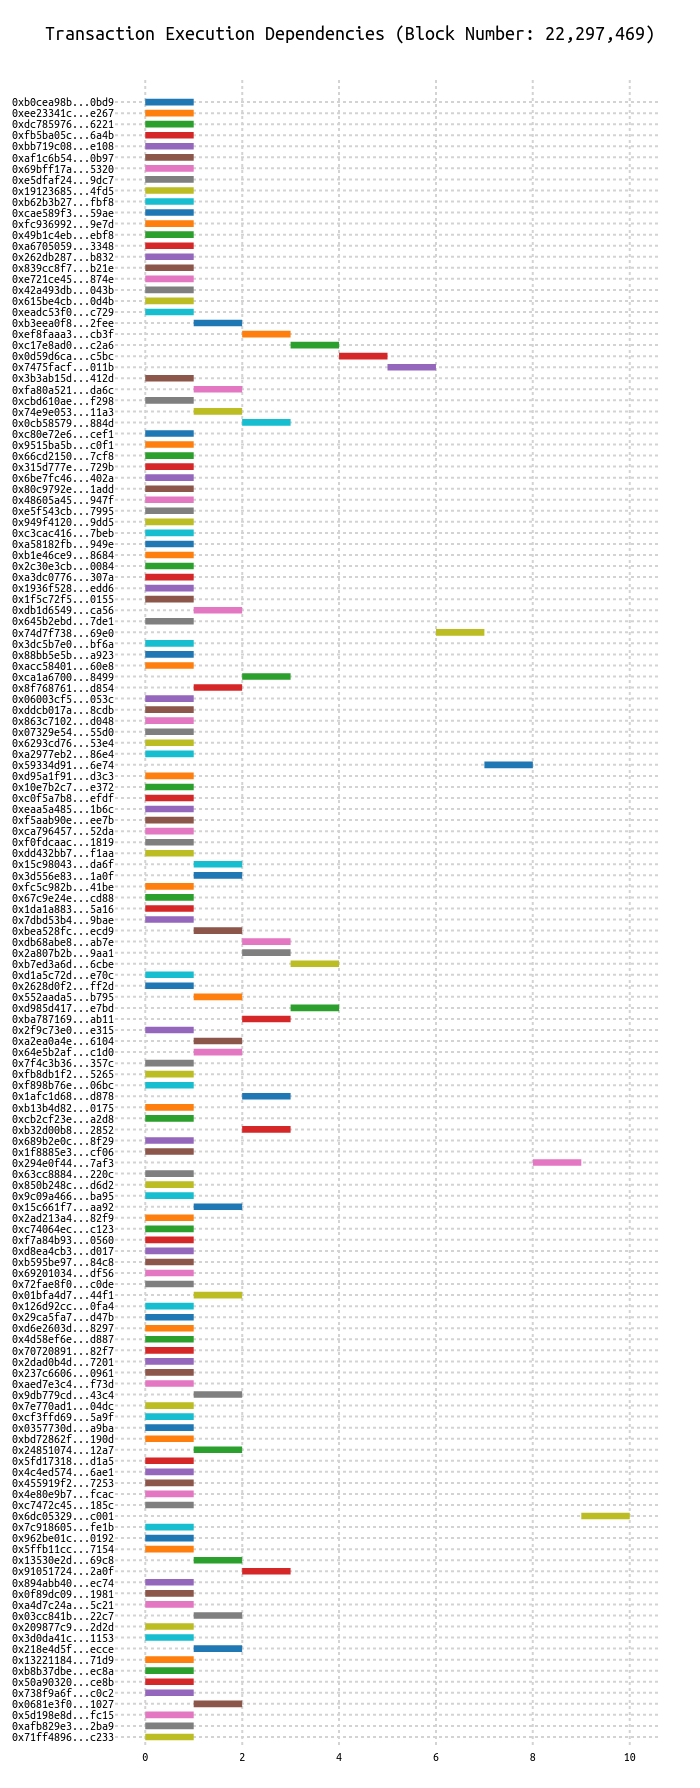 Transaction Execution Dependencies (Block Number: 22,297,469)
0xb0cea98b...0bd9
0xee23341c...e267
0xdc785976...6221
0xfb5ba05c...6a4b
0xbb719c08...e108
0xaf1c6b54...0b97
0x69bff17a...5320
0xe5dfaf24...9dc7
0x19123685...4fd5
0xb62b3b27...fbf8
0xcae589f3...59ae
0xfc936992...9e7d
0x49b1c4eb...ebf8
0xa6705059...3348
0x262db287...b832
0x839cc8f7...b21e
0xe721ce45...874e
0x42a493db...043b
0x615be4cb...0d4b
0xeadc53f0...c729
0xb3eea0f8...2fee
0xef8faaa3...cb3f
0xc17e8ad0...c2a6
0x0d59d6ca...c5bc
0x7475facf...011b
0x3b3ab15d...412d
0xfa80a521...da6c
0xcbd610ae...f298
0x74e9e053...11a3
0x0cb58579...884d
0xc80e72e6...cef1
0x9515ba5b...c0f1
0x66cd2150...7cf8
0x315d777e...729b
0x6be7fc46...402a
0x80c9792e...1add
0x48605a45...947f
0xe5f543cb...7995
0x949f4120...9dd5
0xc3cac416...7beb
0xa58182fb...949e
0xb1e46ce9...8684
0x2c30e3cb...0084
0xa3dc0776...307a
0x1936f528...edd6
0x1f5c72f5...0155
0xdb1d6549...ca56
0x645b2ebd...7de1
0x74d7f738...69e0
0x3dc5b7e0...bf6a
0x88bb5e5b...a923
0xacc58401...60e8
0xca1a6700...8499
0x8f768761...d854
0x06003cf5...053c
0xddcb017a...8cdb
0x863c7102...d048
0x07329e54...55d0
0x6293cd76...53e4
0xa2977eb2...86e4
0x59334d91...6e74
0xd95a1f91...d3c3
0x10e7b2c7...e372
0xc0f5a7b8...efdf
0xeaa5a485...1b6c
0xf5aab90e...ee7b
0xca796457...52da
0xf0fdcaac...1819
0xdd432bb7...f1aa
0x15c98043...da6f
0x3d556e83...1a0f
0xfc5c982b...41be
0x67c9e24e...cd88
0x1da1a883...5a16
0x7dbd53b4...9bae
0xbea528fc...ecd9
0xdb68abe8...ab7e
0x2a807b2b...9aa1
0xb7ed3a6d...6cbe
0xd1a5c72d...e70c
0x2628d0f2...ff2d
0x552aada5...b795
0xd985d417...e7bd
0xba787169...ab11
0x2f9c73e0...e315
0xa2ea0a4e...6104
0x64e5b2af...c1d0
0x7f4c3b36...357c
0xfb8db1f2...5265
0xf898b76e...06bc
0x1afc1d68...d878
0xb13b4d82...0175
0xcb2cf23e...a2d8
0xb32d00b8...2852
0x689b2e0c...8f29
0x1f8885e3...cf06
0x294e0f44...7af3
0x63cc8884...220c
0x850b248c...d6d2
0x9c09a466...ba95
0x15c661f7...aa92
0x2ad213a4...82f9
0xc74064ec...c123
0xf7a84b93...0560
0xd8ea4cb3...d017
0xb595be97...84c8
0x69201034...df56
0x72fae8f0...c0de
0x01bfa4d7...44f1
0x126d92cc...0fa4
0x29ca5fa7...d47b
0xd6e2603d...8297
0x4d58ef6e...d887
0x70720891...82f7
0x2dad0b4d...7201
0x237c6606...0961
0xaed7e3c4...f73d
0x9db779cd...43c4
0x7e770ad1...04dc
0xcf3ffd69...5a9f
0x0357730d...a9ba
0xbd72862f...190d
0x24851074...12a7
0x5fd17318...d1a5
0x4c4ed574...6ae1
0x455919f2...7253
0x4e80e9b7...fcac
0xc7472c45...185c
0x6dc05329...c001
0x7c918605...fe1b
0x962be01c...0192
0x5ffb11cc...7154
0x13530e2d...69c8
0x91051724...2a0f
0x894abb40...ec74
0x0f89dc09...1981
0xa4d7c24a...5c21
0x03cc841b...22c7
0x209877c9...2d2d
0x3d0da41c...1153
0x218e4d5f...ecce
0x13221184...71d9
0xb8b37dbe...ec8a
0x50a90320...ce8b
0x738f9a6f...c0c2
0x0681e3f0...1027
0x5d198e8d...fc15
0xafb829e3...2ba9
0x71ff4896...c233
0 2 4 6 8 10